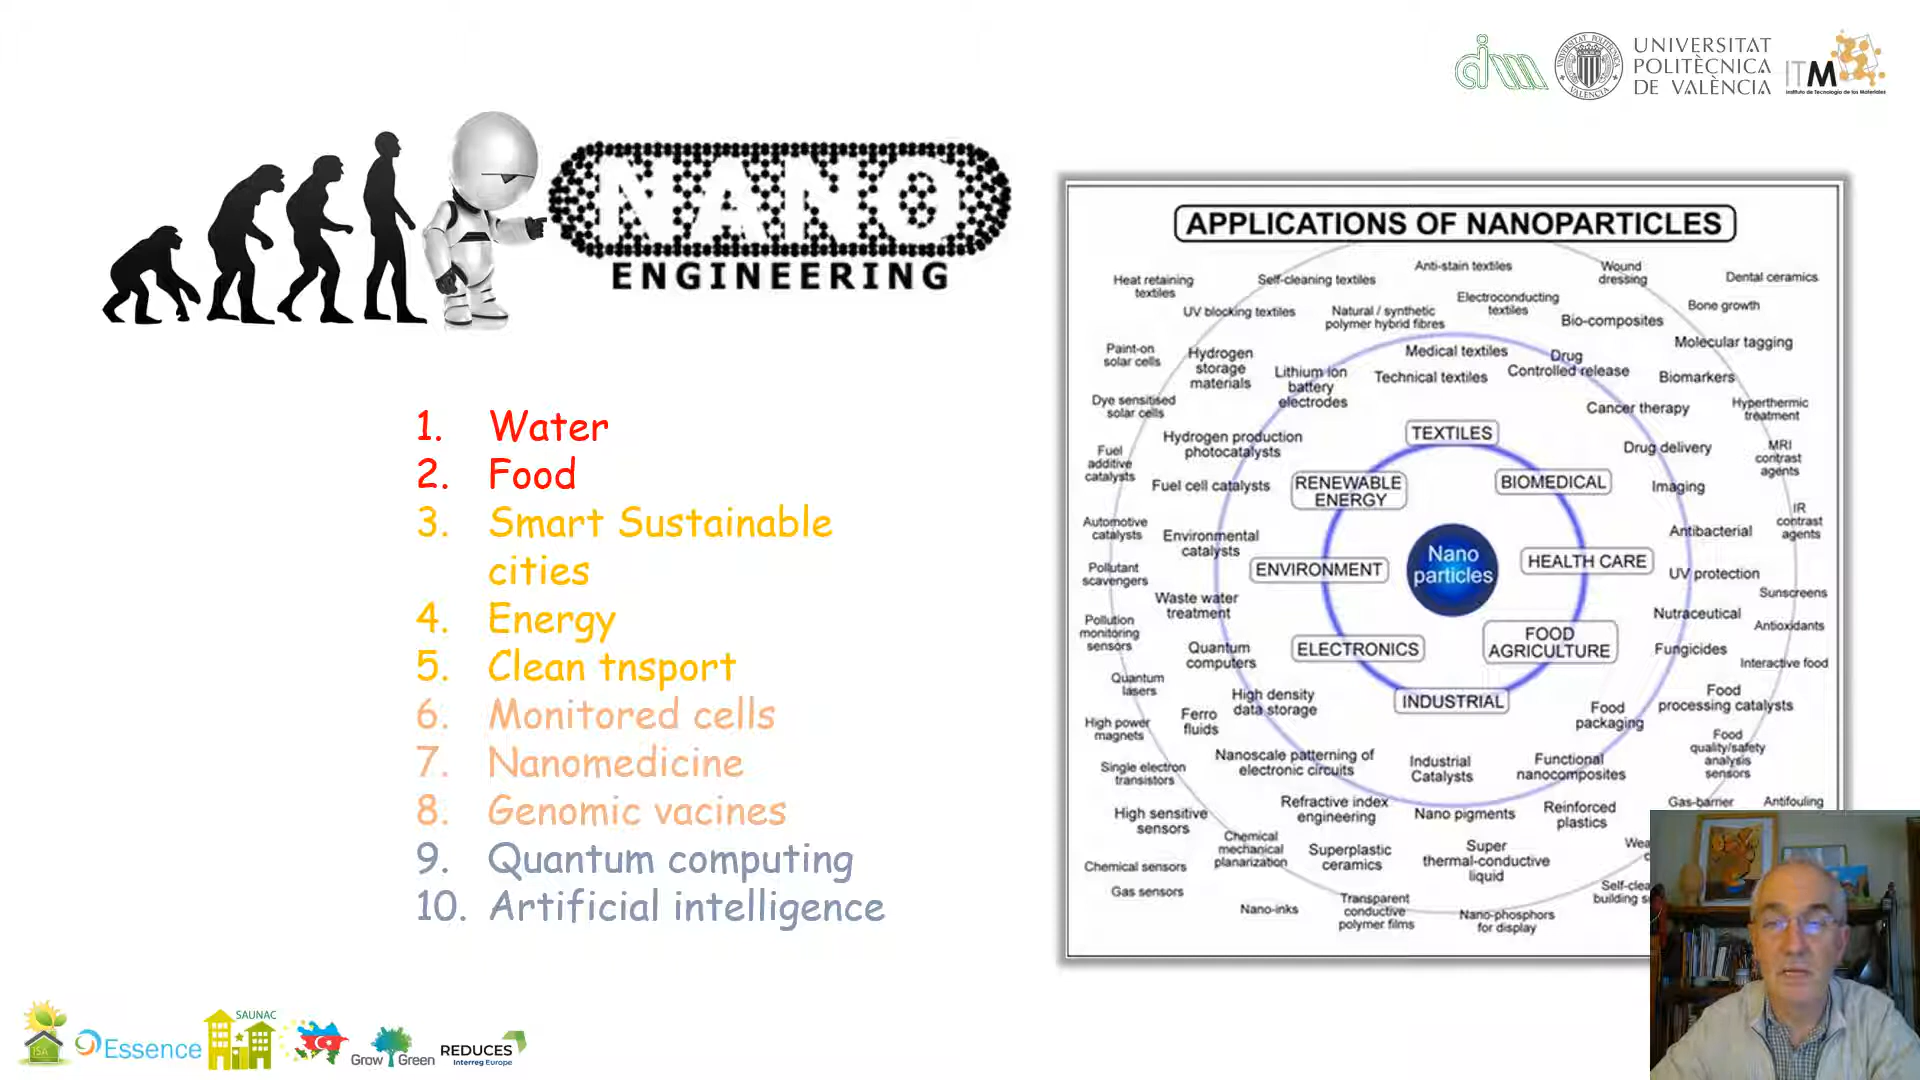 UNIVERSITAT
POLITÈCNICA
DE VALÈNCIA
ITM
Instituto de Tecnología de los Materiales
NANO
ENGINEERING
1. Water
2. Food
3. Smart Sustainable
cities
4. Energy
5. Clean tnsport
6. Monitored cells
7. Nanomedicine
8. Genomic vacines
9. Quantum computing
10. Artificial intelligence
APPLICATIONS OF NANOPARTICLES
Heat retaining
textiles
Self-cleaning textiles
Anti-stain textiles
Wound
dressing
Dental ceramics
UV blocking textiles
Natural / synthetic
polymer hybrid fibres
Electroconducting
textiles
Bio-composites
Bone growth
Molecular tagging
Paint-on
solar cells
Hydrogen
storage
materials
Lithium ion
battery
electrodes
Medical textiles
Technical textiles
Drug
Controlled release
Biomarkers
Dye sensitised
solar cells
Cancer therapy
Hyperthermic
treatment
Hydrogen production
photocatalysts
TEXTILES
Drug delivery
MRI
contrast
agents
Fuel
additive
catalysts
Fuel cell catalysts
RENEWABLE
ENERGY
BIOMEDICAL
Imaging
IR
contrast
agents
Automotive
catalysts
Environmental
catalysts
Antibacterial
Pollutant
scavengers
ENVIRONMENT
Nano
particles
HEALTH CARE
UV protection
Sunscreens
Waste water
treatment
Nutraceutical
Antioxidants
Pollution
monitoring
sensors
Quantum
computers
ELECTRONICS
FOOD
AGRICULTURE
Fungicides
Interactive food
Quantum
lasers
High density
data storage
INDUSTRIAL
Food
packaging
Food
processing catalysts
High power
magnets
Ferro
fluids
Food
quality/safety
analysis
sensors
Single electron
transistors
Nanoscale patterning of
electronic circuits
Industrial
Catalysts
Functional
nanocomposites
High sensitive
sensors
Refractive index
engineering
Nano pigments
Reinforced
plastics
Gas-barrier
Antifouling
Chemical
mechanical
planarization
Superplastic
ceramics
Super
thermal-conductive
liquid
Wea
Chemical sensors
Gas sensors
Self-clea
building s
Nano-inks
Transparent
conductive
polymer films
Nano-phosphors
for display
ISA
Essence
SAUNAC
Grow Green
REDUCES
Interreg Europe